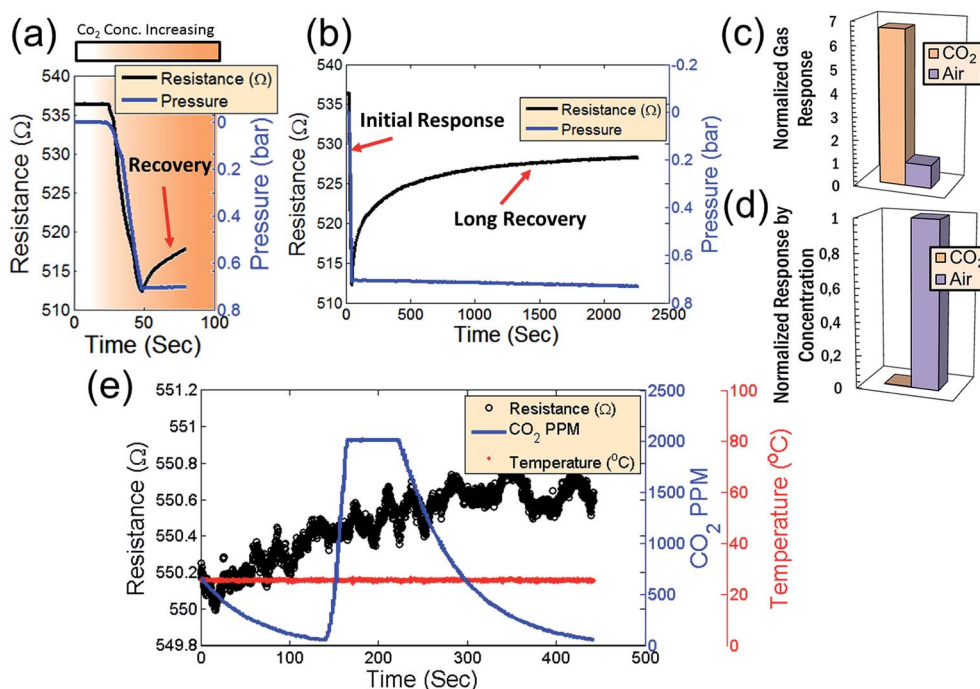 (a)
Co2 Conc. Increasing
Resistance (Ω)
Pressure
Recovery
540
535
530
525
520
515
510
Resistance (Ω)
0
0.2
0.4
0.6
0.8
Pressure (bar)
0
50
100
Time (Sec)
(b)
Resistance (Ω)
Pressure
Initial Response
Long Recovery
540
535
530
525
520
515
510
Resistance (Ω)
-0.2
0
0.2
0.4
0.6
0.8
Pressure (bar)
0
500
1000
1500
2000
2500
Time (Sec)
(c)
7
6
5
4
3
2
1
0
Normalized Gas
Response
CO2
Air
(d)
1
0,8
0,6
0,4
0,2
0
Normalized Response by
Concentration
CO2
Air
(e)
Resistance (Ω)
CO2 PPM
Temperature (°C)
551.2
551
550.8
550.6
550.4
550.2
550
549.8
Resistance (Ω)
2500
2000
1500
1000
500
0
CO2 PPM
100
80
60
40
20
0
Temperature (°C)
0
100
200
300
400
500
Time (Sec)